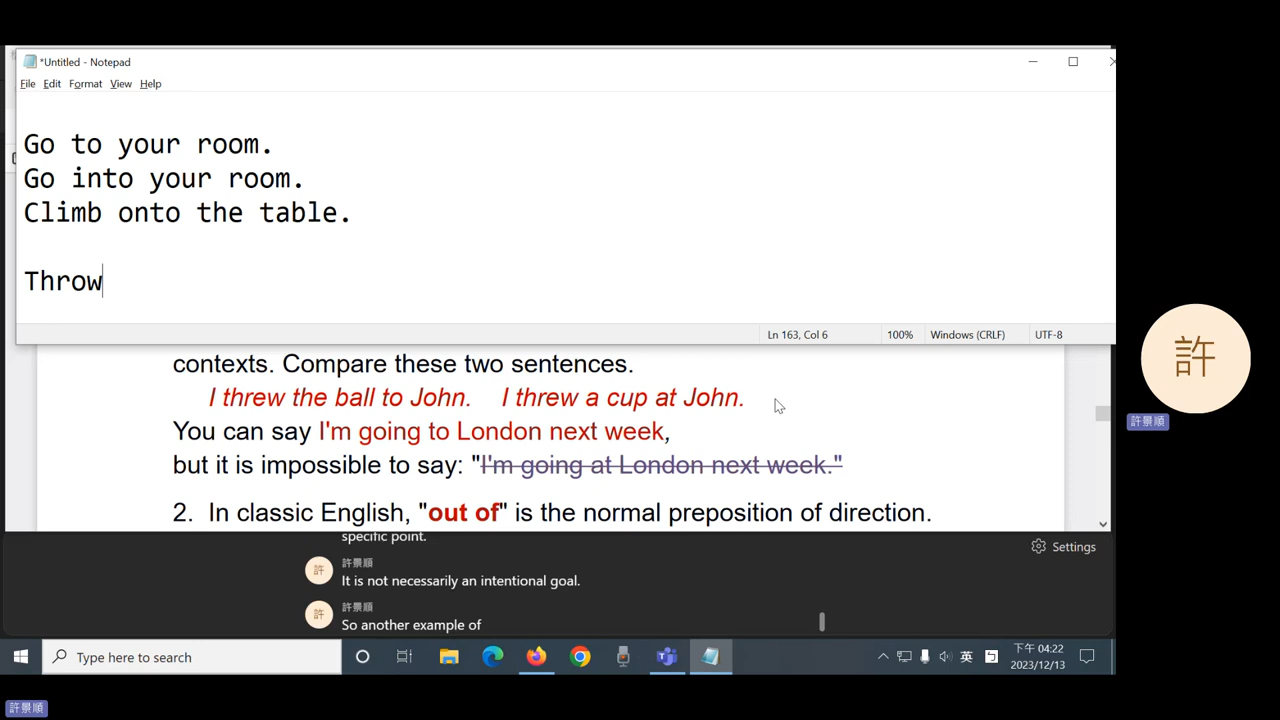 *Untitled - Notepad
File Edit Format View Help
Go to your room.
Go into your room.
Climb onto the table.
Throw
Ln 163, Col 6 100% Windows (CRLF) UTF-8
contexts. Compare these two sentences.
I threw the ball to John. I threw a cup at John.
You can say I'm going to London next week,
but it is impossible to say: "I'm going at London next week."
2. In classic English, "out of" is the normal preposition of direction.
specific point.
Settings
許 許景順
It is not necessarily an intentional goal.
許 許景順
So another example of
許
許景順
Type here to search
英
下午 04:22
2023/12/13
許景順